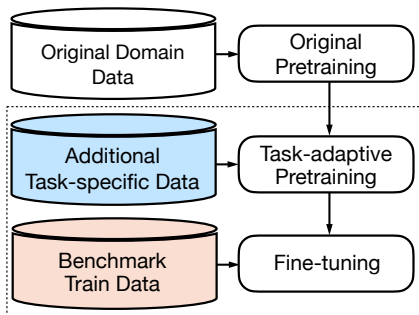 Original Domain
Data
Original
Pretraining
Additional
Task-specific Data
Task-adaptive
Pretraining
Benchmark
Train Data
Fine-tuning